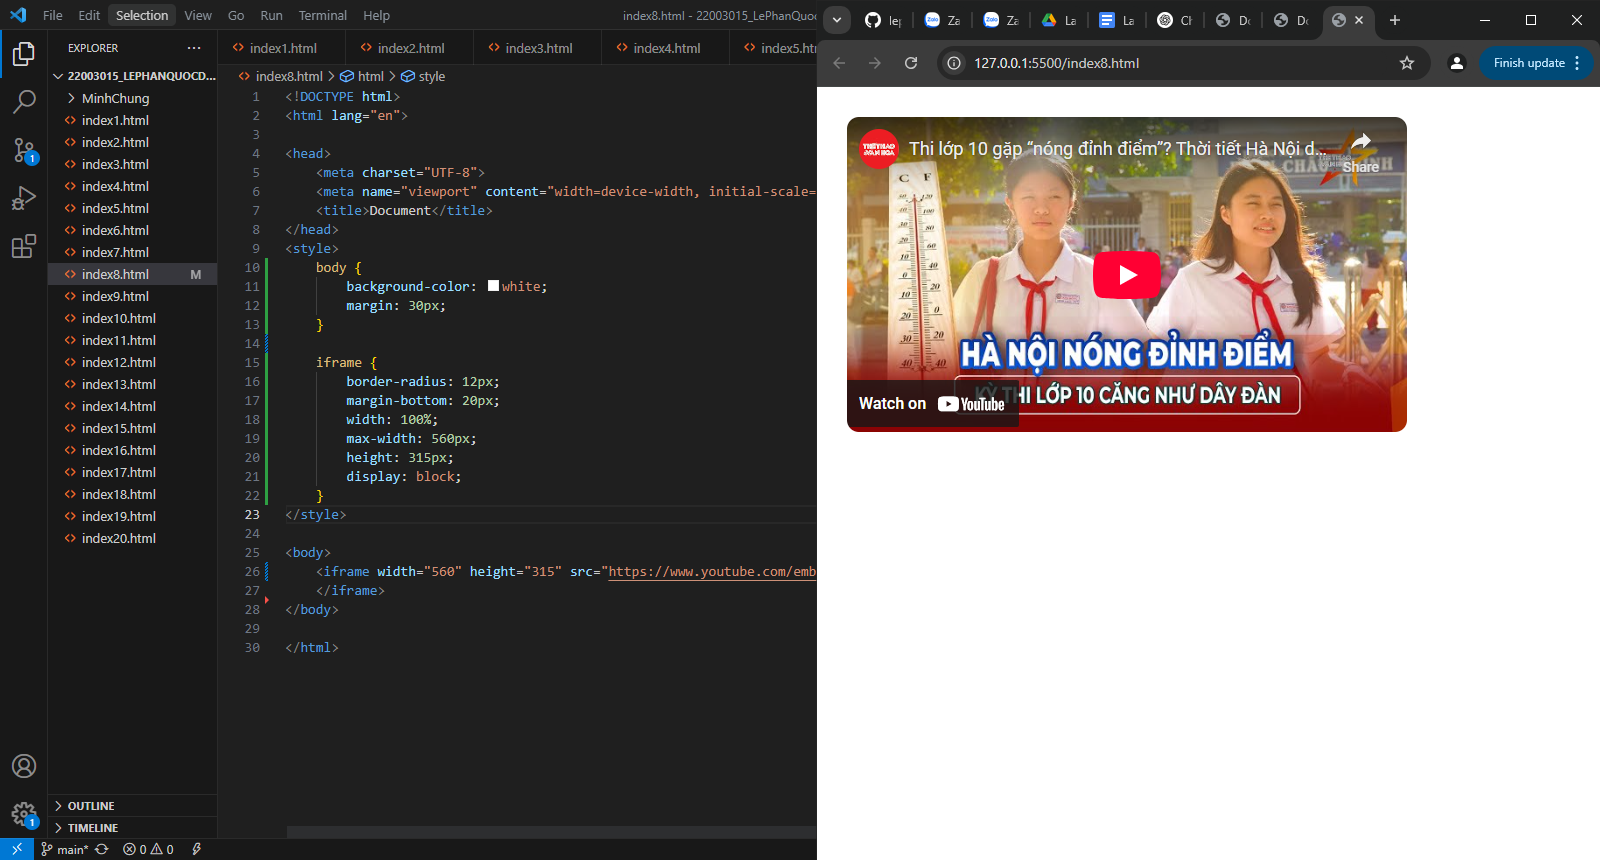 File Edit Selection View Go Run Terminal Help
index8.html - 22003015_LePhanQuoc
EXPLORER
22003015_LEPHANQUOCD...
MinhChung
index1.html
index2.html
index3.html
index4.html
index5.html
index6.html
index7.html
index8.html M
index9.html
index10.html
index11.html
index12.html
index13.html
index14.html
index15.html
index16.html
index17.html
index18.html
index19.html
index20.html
OUTLINE
TIMELINE
1
1
main* 0 0
index1.html index2.html index3.html index4.html index5.ht
index8.html > html > style
1 <!DOCTYPE html>
2 <html lang="en">
3
4 <head>
5 <meta charset="UTF-8">
6 <meta name="viewport" content="width=device-width, initial-scale=
7 <title>Document</title>
8 </head>
9 <style>
10 body {
11 background-color: white;
12 margin: 30px;
13 }
14
15 iframe {
16 border-radius: 12px;
17 margin-bottom: 20px;
18 width: 100%;
19 max-width: 560px;
20 height: 315px;
21 display: block;
22 }
23 </style>
24
25 <body>
26 <iframe width="560" height="315" src="https://www.youtube.com/emb
27 </iframe>
28 </body>
29
30 </html>
le Za Za La La Ch Do Do
127.0.0.1:5500/index8.html
Finish update
THETHAO VANHOA
Thi lớp 10 gặp “nóng đỉnh điểm”? Thời tiết Hà Nội d...
Share
C F
HÀ NỘI NÓNG ĐỈNH ĐIỂM
KỲ THI LỚP 10 CĂNG NHƯ DÂY ĐÀN
Watch on YouTube